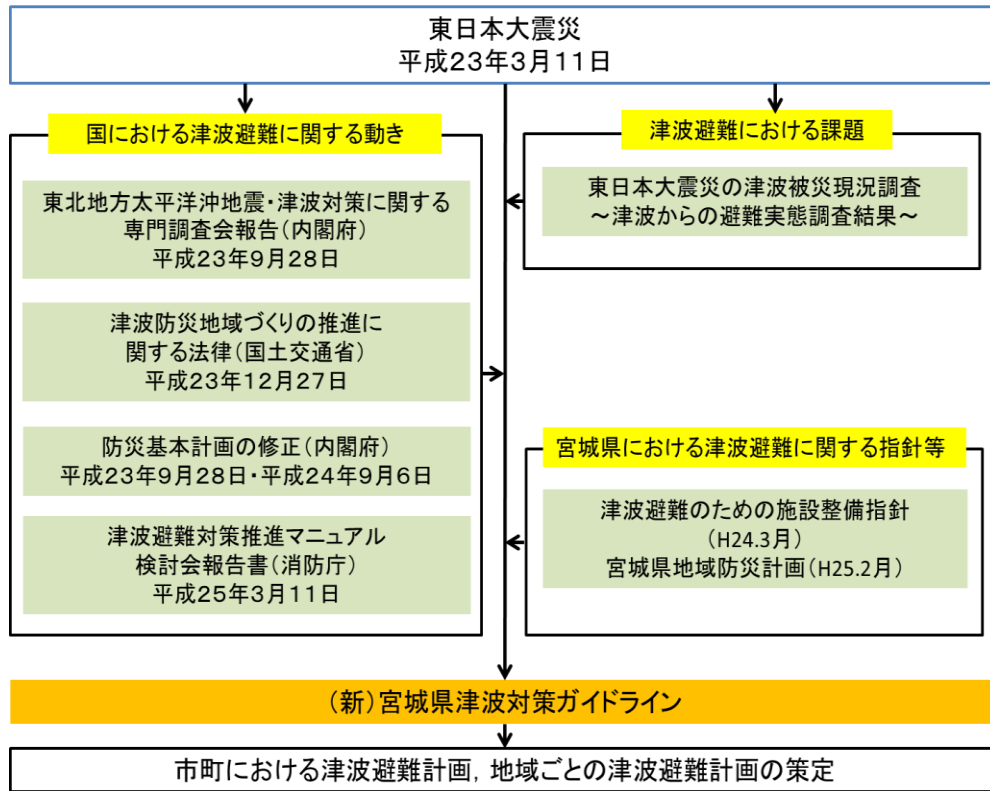 東日本大震災
平成23年3月11日
国における津波避難に関する動き
東北地方太平洋沖地震・津波対策に関する
専門調査会報告(内閣府)
平成23年9月28日
津波防災地域づくりの推進に
関する法律(国土交通省)
平成23年12月27日
防災基本計画の修正(内閣府)
平成23年9月28日・平成24年9月6日
津波避難対策推進マニュアル
検討会報告書(消防庁)
平成25年3月11日
津波避難における課題
東日本大震災の津波被災現況調査
～津波からの避難実態調査結果～
宮城県における津波避難に関する指針等
津波避難のための施設整備指針
(H24.3月)
宮城県地域防災計画(H25.2月)
(新)宮城県津波対策ガイドライン
市町における津波避難計画，地域ごとの津波避難計画の策定